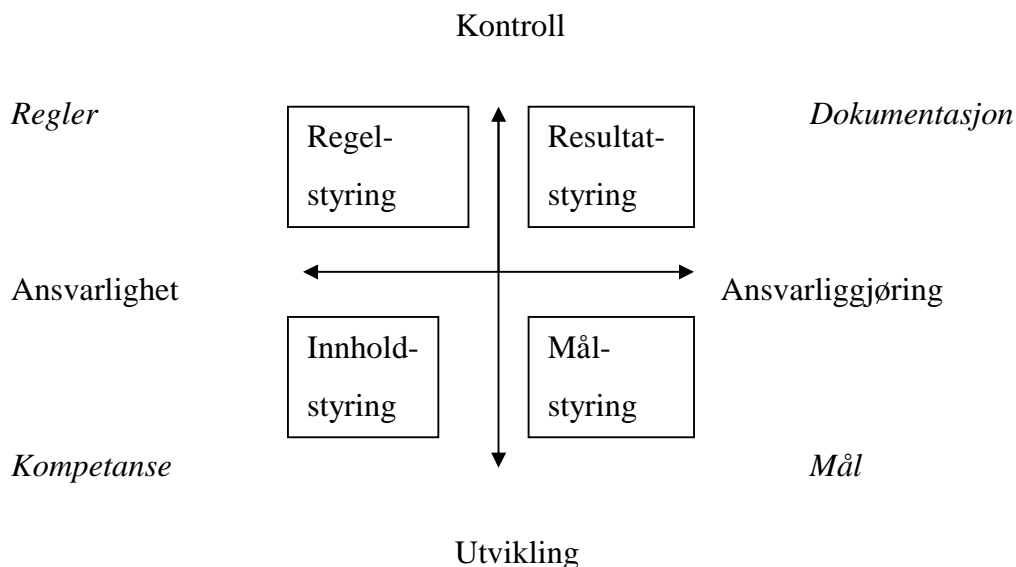 Kontroll
Regler
Dokumentasjon
Regel-
styring
Resultat-
styring
Ansvarlighet
Ansvarliggjøring
Innhold-
styring
Mål-
styring
Kompetanse
Mål
Utvikling